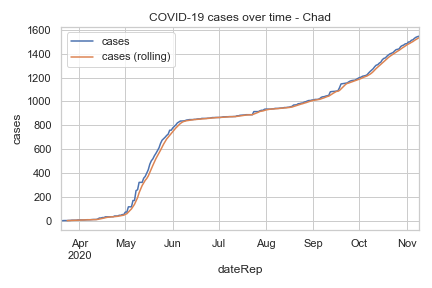 COVID-19 cases over time - Chad
cases
cases (rolling)
1600
1400
1200
1000
800
600
400
200
0
cases
Apr
2020
May
Jun
Jul
Aug
Sep
Oct
Nov
dateRep